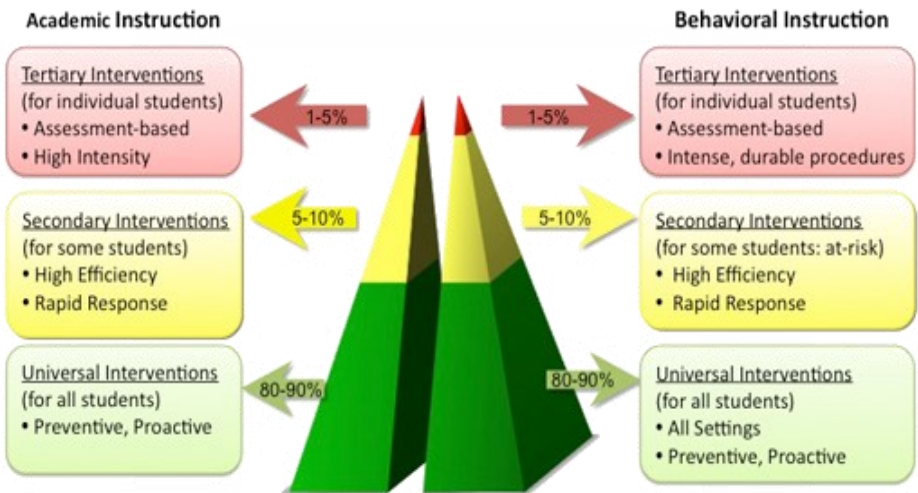 Academic Instruction
Tertiary Interventions
(for individual students)
• Assessment-based
• High Intensity
1-5%
Secondary Interventions
(for some students)
• High Efficiency
• Rapid Response
5-10%
Universal Interventions
(for all students)
• Preventive, Proactive
80-90%
Behavioral Instruction
1-5%
Tertiary Interventions
(for individual students)
• Assessment-based
• Intense, durable procedures
5-10%
Secondary Interventions
(for some students: at-risk)
• High Efficiency
• Rapid Response
80-90%
Universal Interventions
(for all students)
• All Settings
• Preventive, Proactive